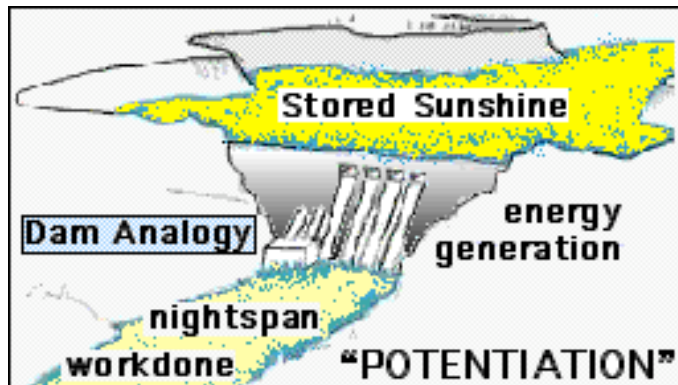 Stored Sunshine
Dam Analogy
energy
generation
nightspan
workdone
“POTENTIATION”